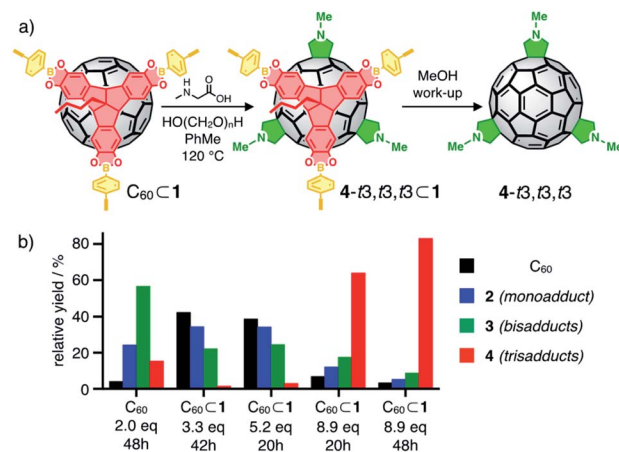 a)
Me
N
B
O
O
O
O
B
B
O
O
O
O
B
O
O
O
O
B
N
H
OH
HO(CH2O)nH
PhMe
120 °C
N
Me
N
Me
N
Me
MeOH
work-up
Me
N
N
Me
N
Me
B
C60⊂1
4-t3,t3,t3⊂1
4-t3,t3,t3
b)
relative yield / %
80
60
40
20
0
C60
2 (monoadduct)
3 (bisadducts)
4 (trisadducts)
C60 C60⊂1 C60⊂1 C60⊂1 C60⊂1
2.0 eq 3.3 eq 5.2 eq 8.9 eq 8.9 eq
48h 42h 20h 20h 48h